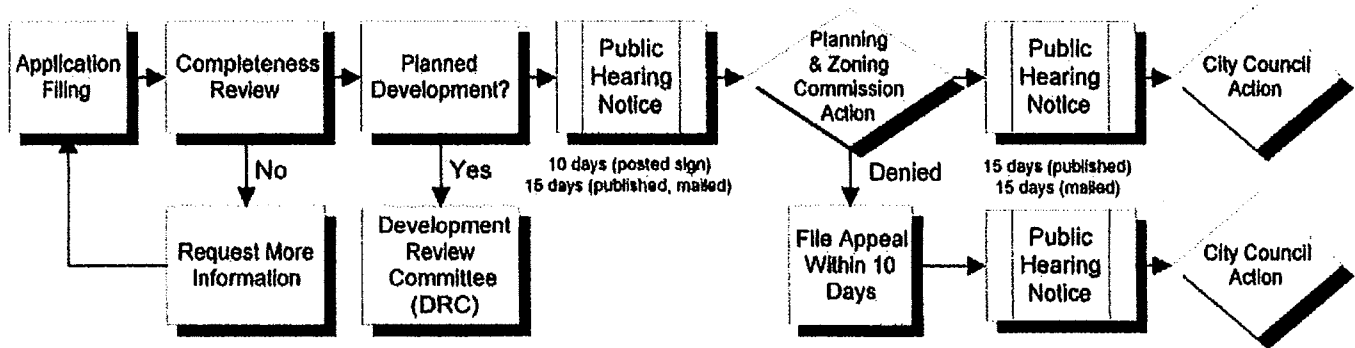 Application
Filing
Completeness
Review
Planned
Development?
Public
Hearing
Notice
10 days (posted sign)
15 days (published, mailed)
Planning
& Zoning
Commission
Action
Public
Hearing
Notice
15 days (published)
15 days (mailed)
City Council
Action
No
Yes
Denied
Request More
Information
Development
Review
Committee
(DRC)
File Appeal
Within 10
Days
Public
Hearing
Notice
City Council
Action